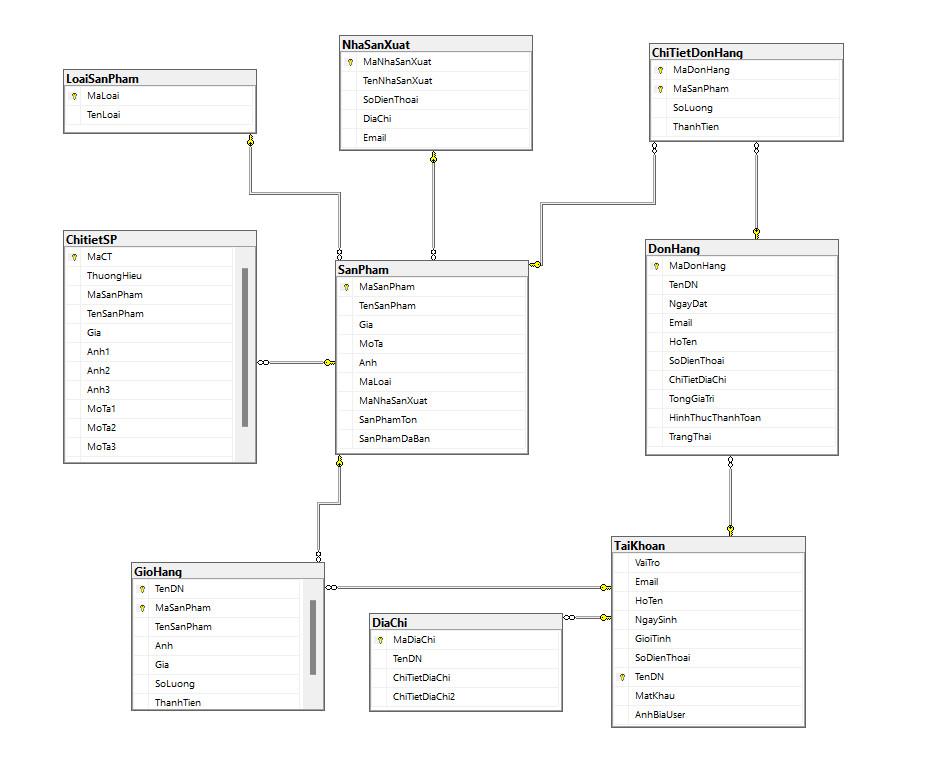 LoaiSanPham
MaLoai
TenLoai
NhaSanXuat
MaNhaSanXuat
TenNhaSanXuat
SoDienThoai
DiaChi
Email
ChiTietDonHang
MaDonHang
MaSanPham
SoLuong
ThanhTien
ChitietSP
MaCT
ThuongHieu
MaSanPham
TenSanPham
Gia
Anh1
Anh2
Anh3
MoTa1
MoTa2
MoTa3
SanPham
MaSanPham
TenSanPham
Gia
MoTa
Anh
MaLoai
MaNhaSanXuat
SanPhamTon
SanPhamDaBan
DonHang
MaDonHang
TenDN
NgayDat
Email
HoTen
SoDienThoai
ChiTietDiaChi
TongGiaTri
HinhThucThanhToan
TrangThai
GioHang
TenDN
MaSanPham
TenSanPham
Anh
Gia
SoLuong
ThanhTien
DiaChi
MaDiaChi
TenDN
ChiTietDiaChi
ChiTietDiaChi2
TaiKhoan
VaiTro
Email
HoTen
NgaySinh
GioiTinh
SoDienThoai
TenDN
MatKhau
AnhBiaUser